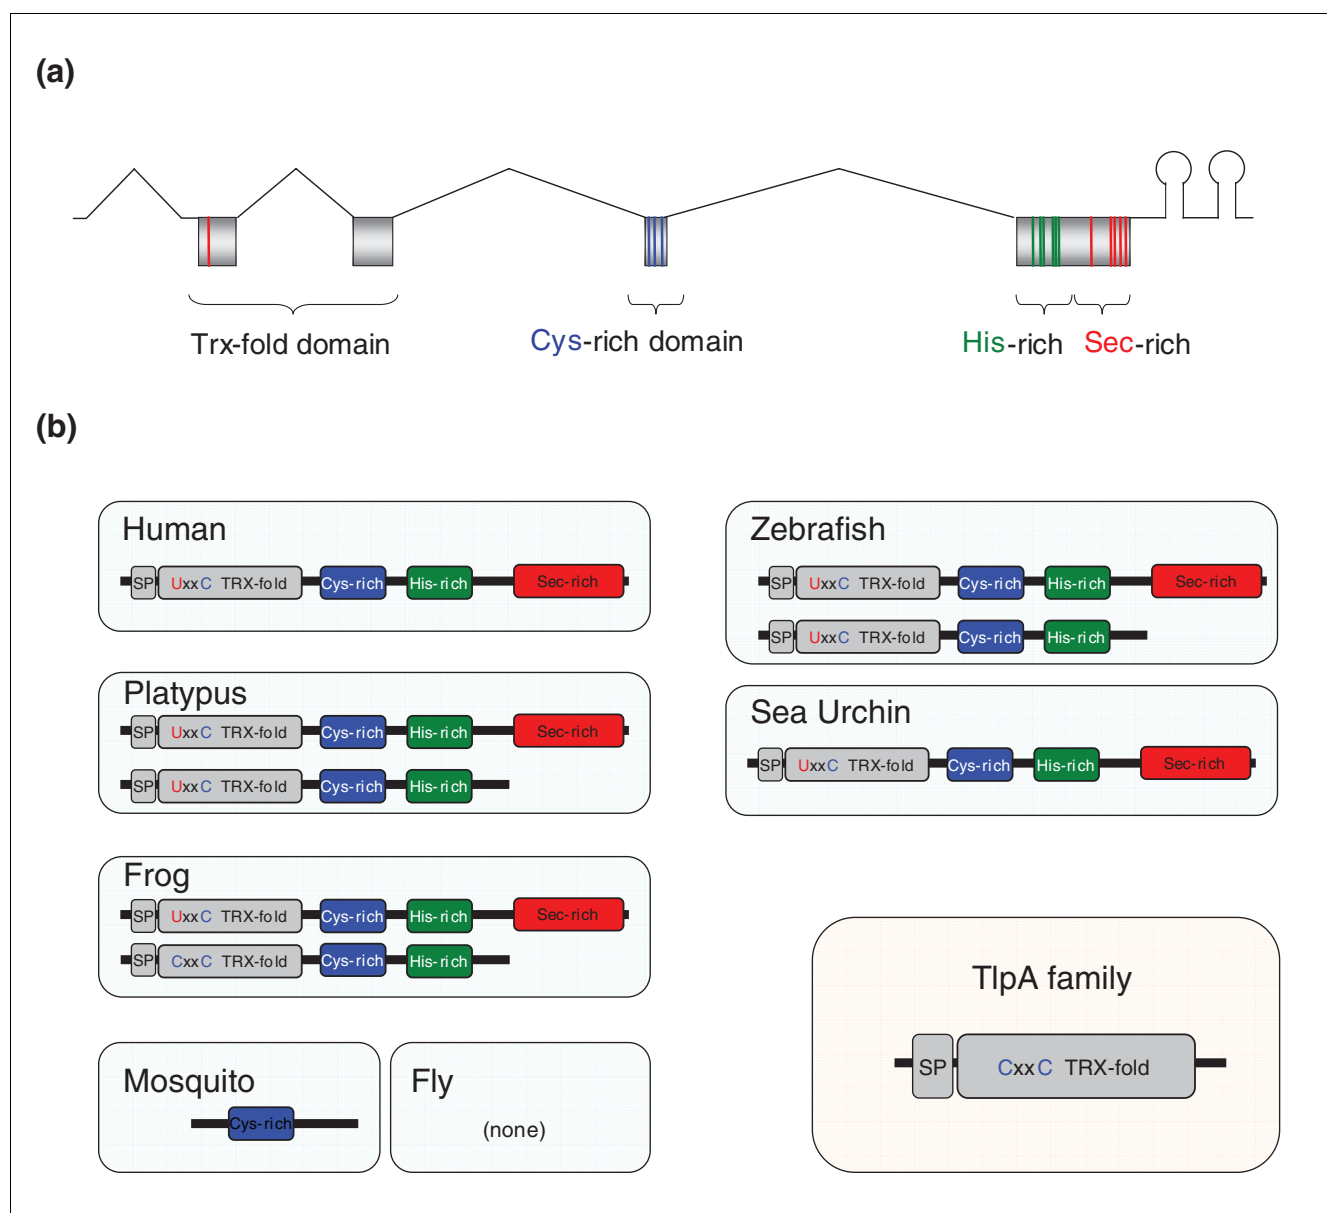 (a)
Trx-fold domain
Cys-rich domain
His-rich
Sec-rich
(b)
Human
SP UxxC TRX-fold Cys-rich His-rich Sec-rich
Zebrafish
SP UxxC TRX-fold Cys-rich His-rich Sec-rich
SP UxxC TRX-fold Cys-rich His-rich
Platypus
SP UxxC TRX-fold Cys-rich His-rich Sec-rich
SP UxxC TRX-fold Cys-rich His-rich
Sea Urchin
SP UxxC TRX-fold Cys-rich His-rich Sec-rich
Frog
SP UxxC TRX-fold Cys-rich His-rich Sec-rich
SP CxxC TRX-fold Cys-rich His-rich
TlpA family
SP CxxC TRX-fold
Mosquito
Cys-rich
Fly
(none)